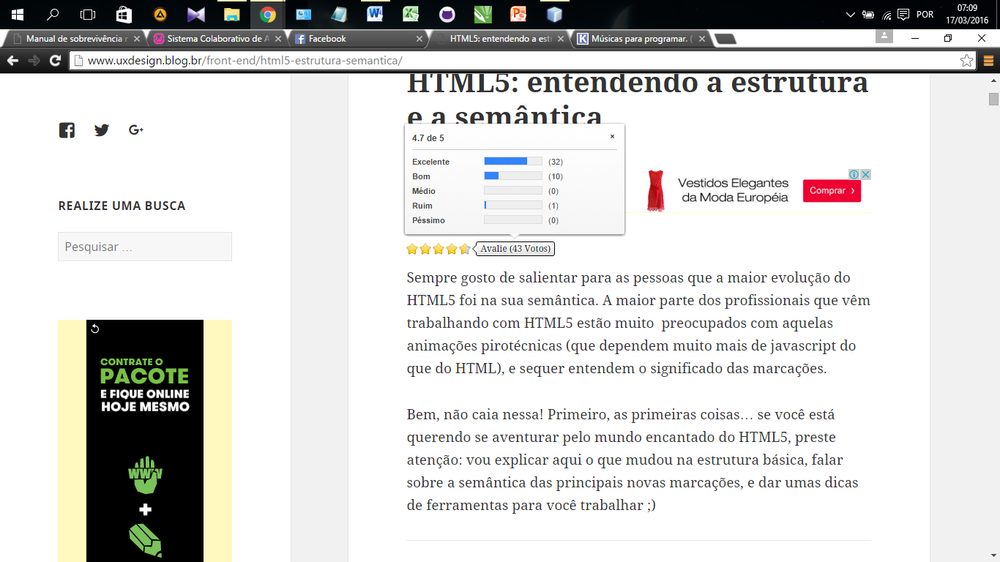 POR
07:09
17/03/2016
Manual de sobrevivência r
Sistema Colaborativo de A
Facebook
HTML5: entendendo a estr
Músicas para programar. (
www.uxdesign.blog.br/front-end/html5-estrutura-semantica/
REALIZE UMA BUSCA
Pesquisar …
CONTRATE O
PACOTE
E FIQUE ONLINE
HOJE MESMO
WWW
HTML5: entendendo a estrutura
e a semântica
4.7 de 5
Excelente (32)
Bom (10)
Médio (0)
Ruim (1)
Péssimo (0)
Vestidos Elegantes
da Moda Européia
Comprar
Avalie (43 Votos)
Sempre gosto de salientar para as pessoas que a maior evolução do
HTML5 foi na sua semântica. A maior parte dos profissionais que vêm
trabalhando com HTML5 estão muito  preocupados com aquelas
animações pirotécnicas (que dependem muito mais de javascript do
que do HTML), e sequer entendem o significado das marcações.
Bem, não caia nessa! Primeiro, as primeiras coisas… se você está
querendo se aventurar pelo mundo encantado do HTML5, preste
atenção: vou explicar aqui o que mudou na estrutura básica, falar
sobre a semântica das principais novas marcações, e dar umas dicas
de ferramentas para você trabalhar ;)